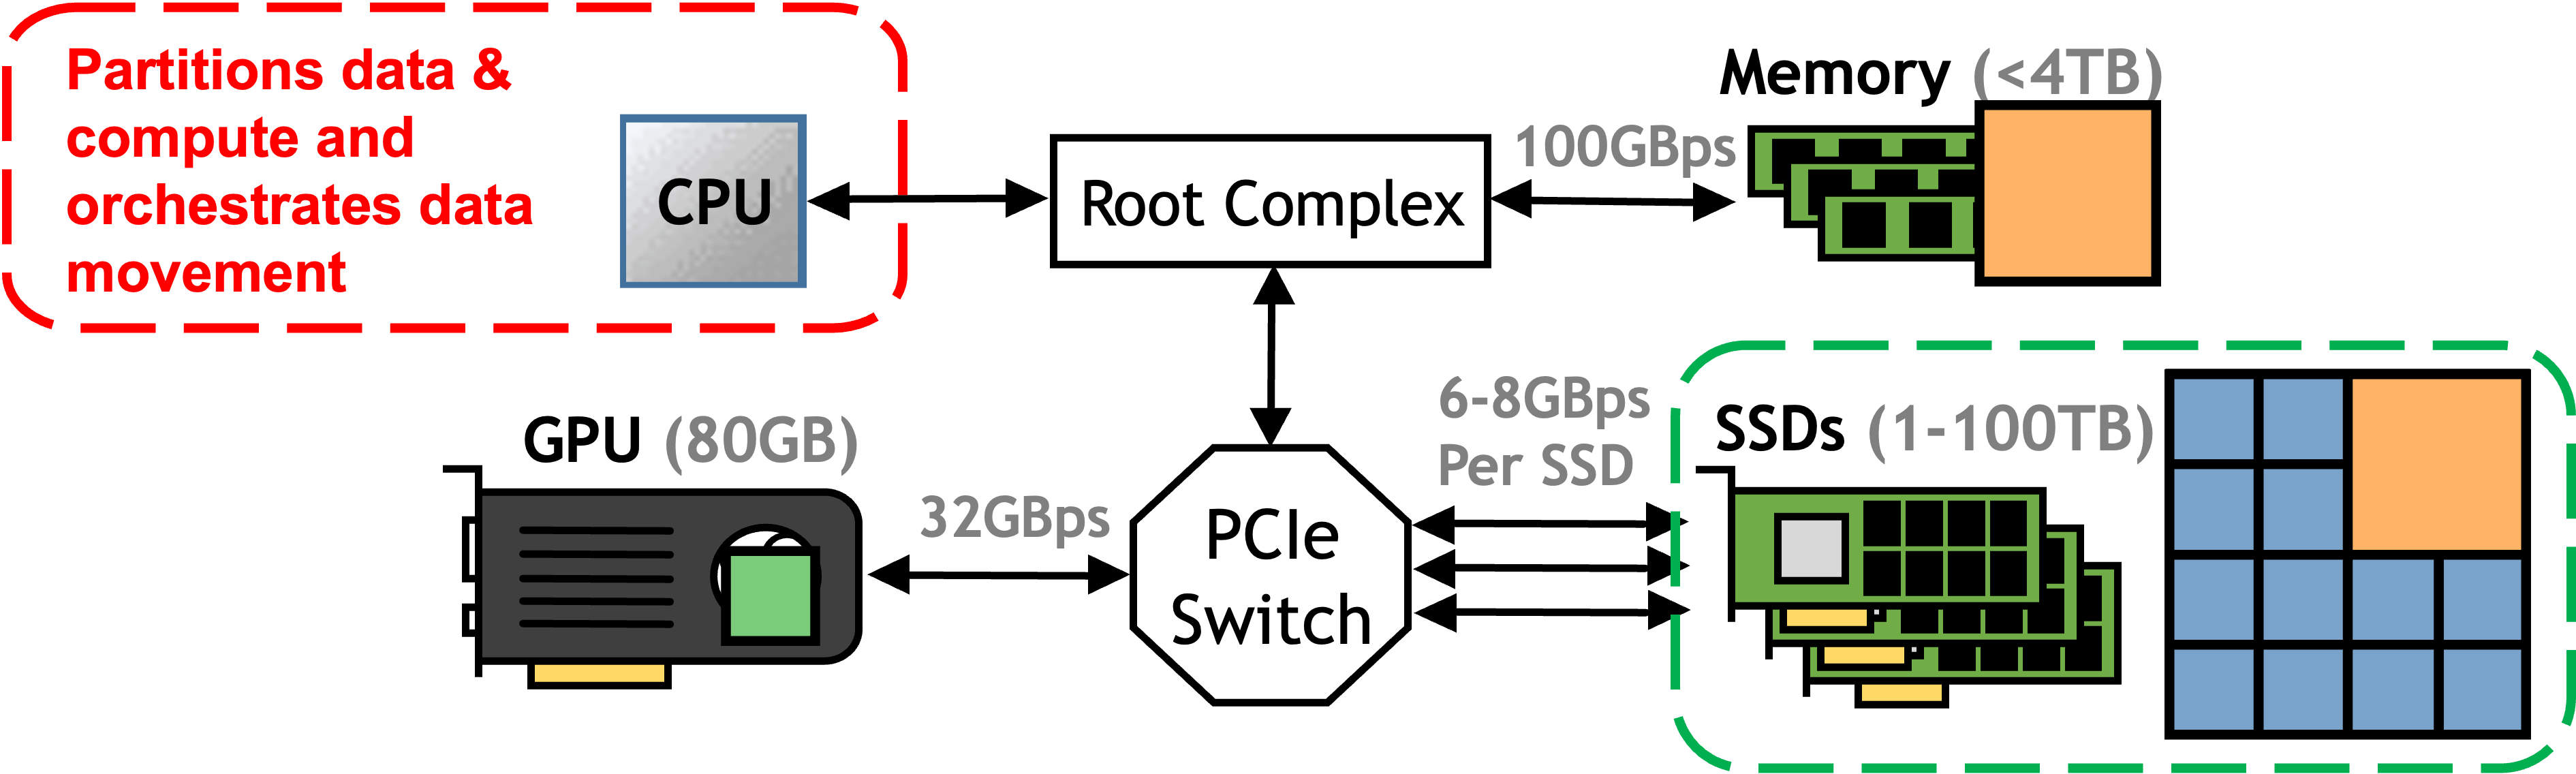 Partitions data &
compute and
orchestrates data
movement
CPU
Root Complex
100GBps
Memory (<4TB)
GPU (80GB)
32GBps
PCIe
Switch
6-8GBps
Per SSD
SSDs (1-100TB)